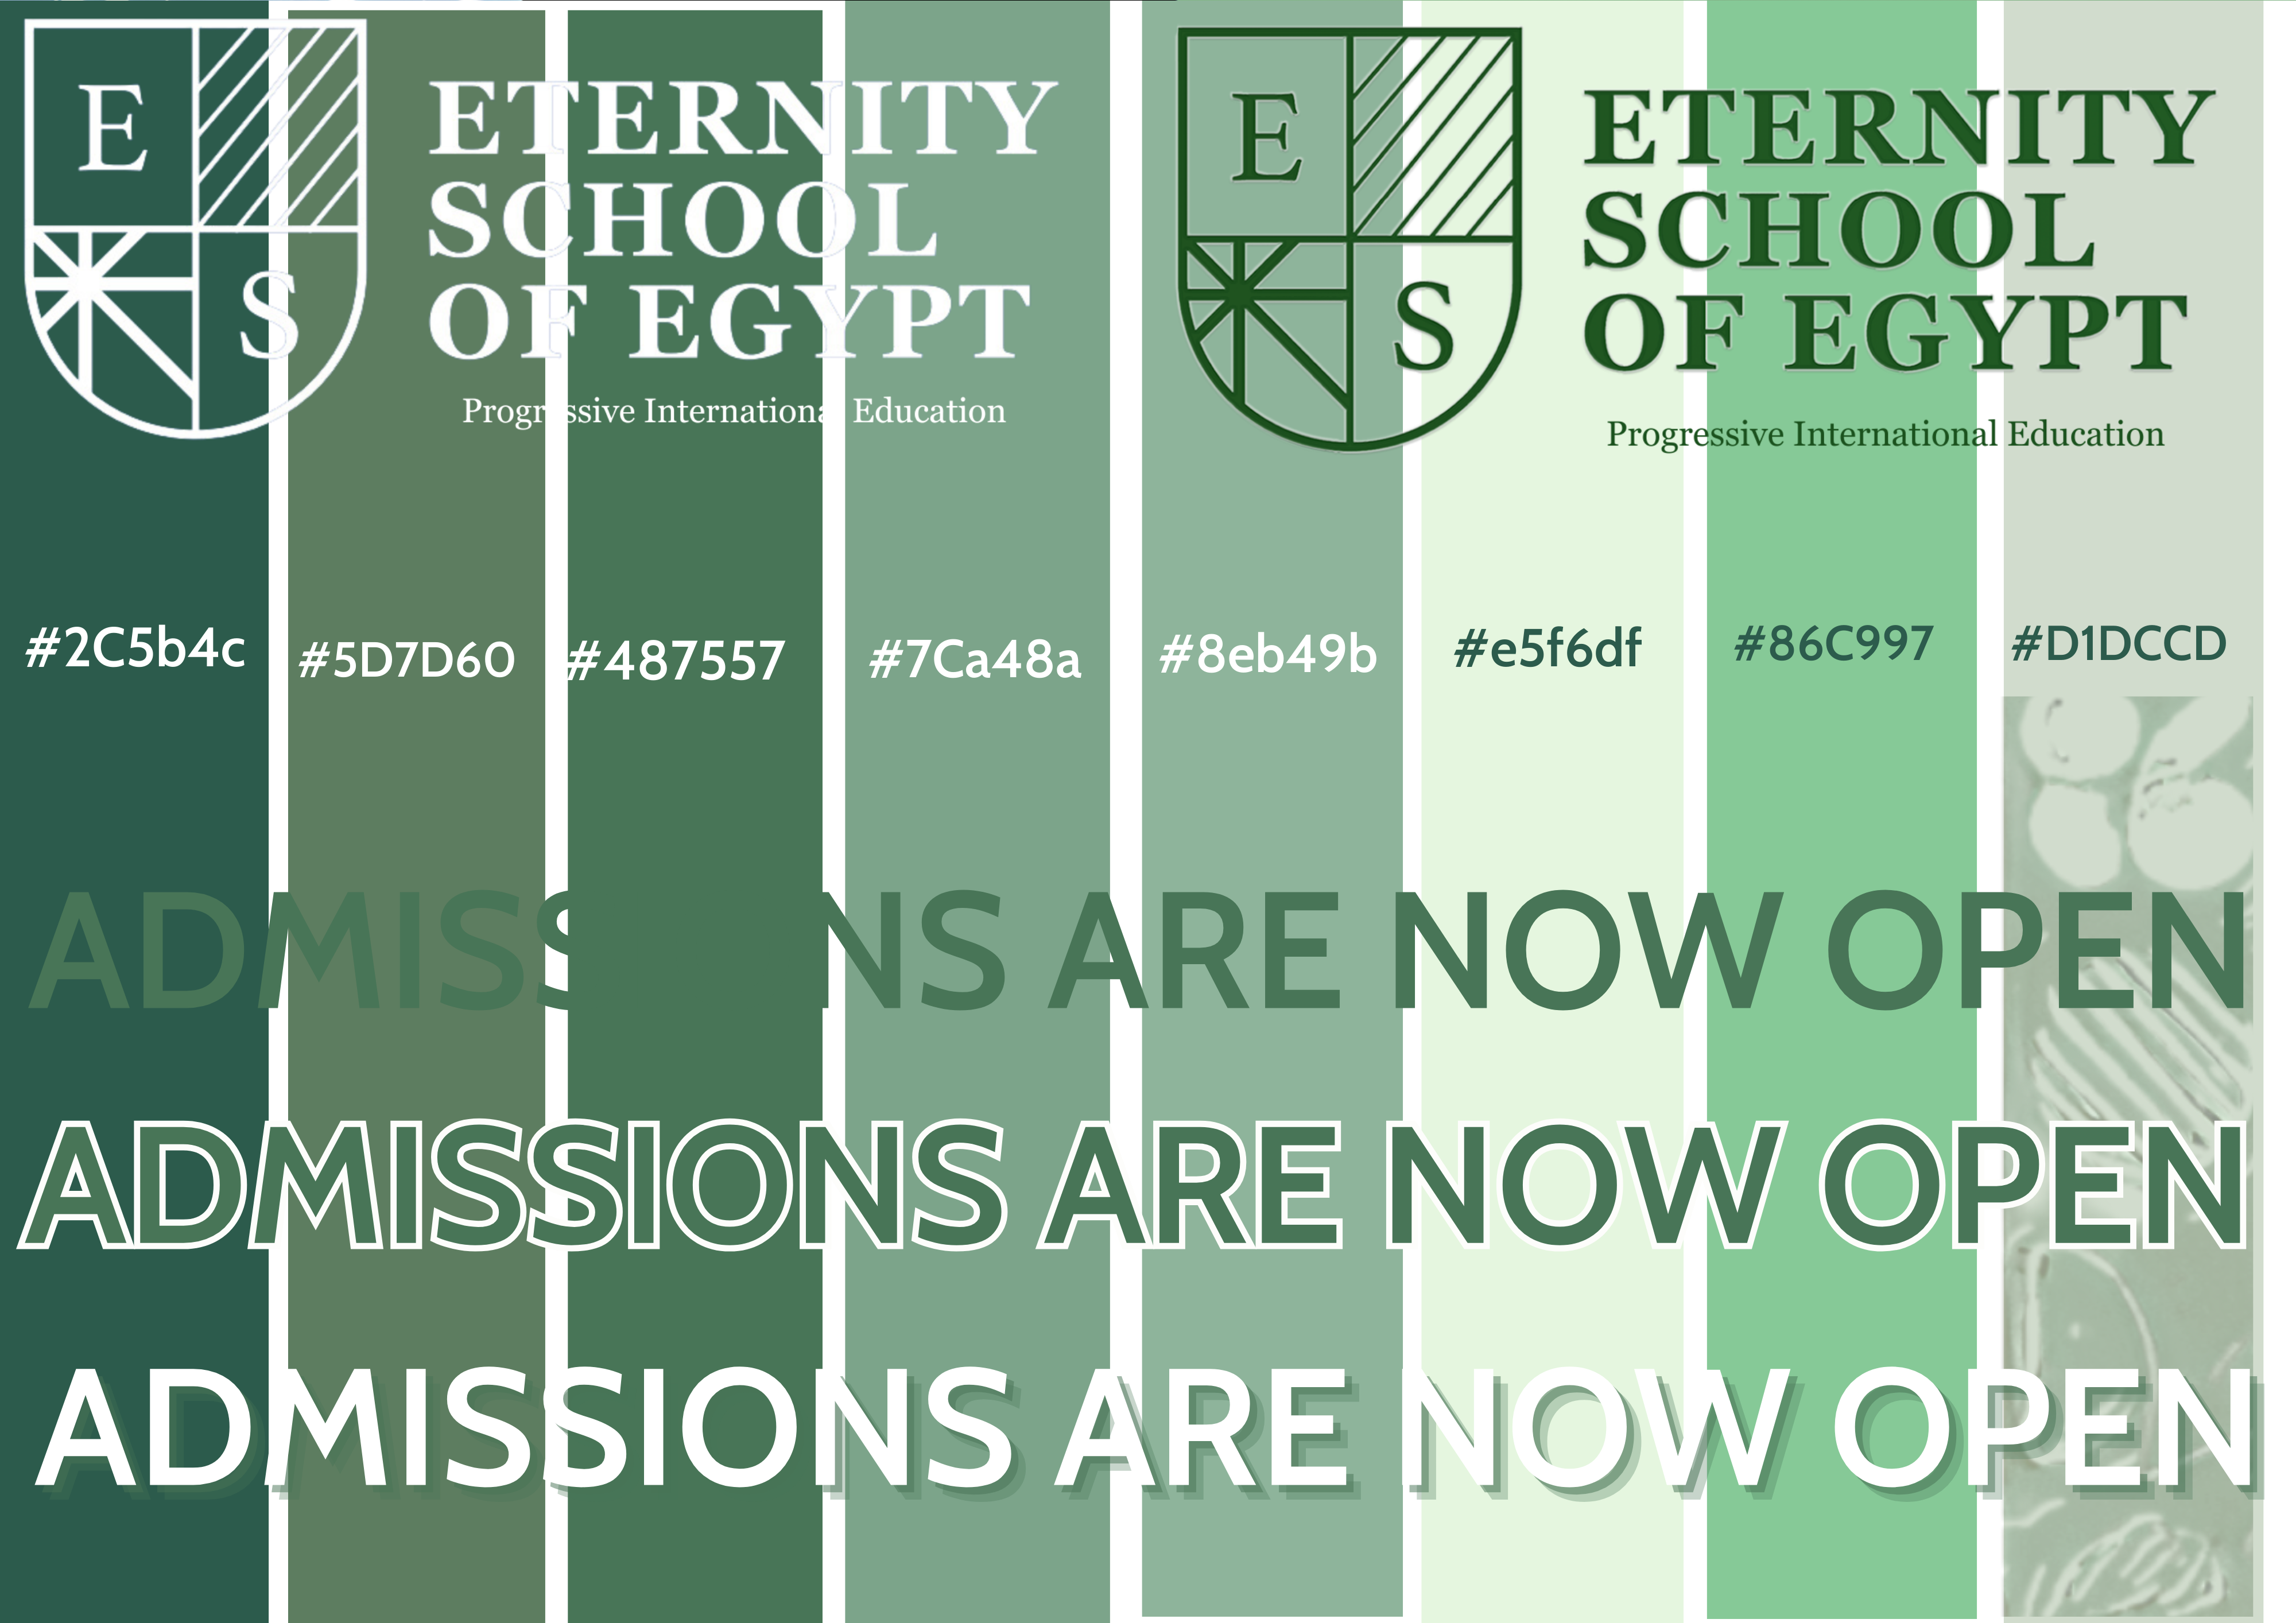 E
S
ETERNITY
SCHOOL
OF EGYPT
Progressive International Education
E
S
ETERNITY
SCHOOL
OF EGYPT
Progressive International Education
#2C5b4c #5D7D60 #487557 #7Ca48a #8eb49b #e5f6df #86C997 #D1DCCD
ADMISSIONS ARE NOW OPEN
ADMISSIONS ARE NOW OPEN
ADMISSIONS ARE NOW OPEN